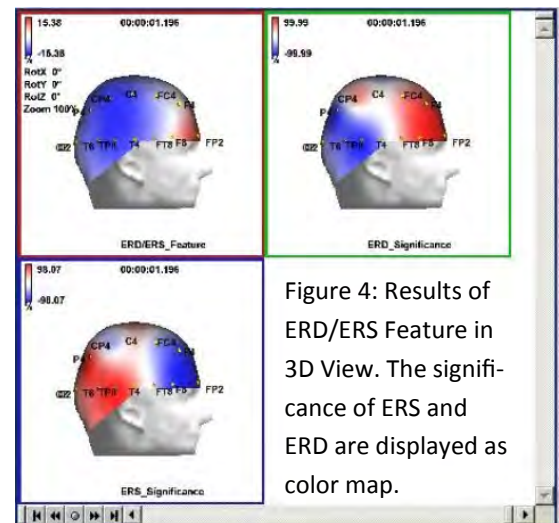 15.38
00:00:01.196
-15.38
%
RotX 0°
RotY 0°
RotZ 0°
Zoom 100%
C4
FC4
CP4
F4
P4
O2
T6
TP8
T4
FT8
F8
FP2
ERD/ERS_Feature
99.99
00:00:01.196
-99.99
%
C4
FC4
CP4
F4
P4
O2
T6
TP8
T4
FT8
F8
FP2
ERD_Significance
98.07
00:00:01.196
-98.07
%
C4
FC4
CP4
F4
P4
O2
T6
TP8
T4
FT8
F8
FP2
ERS_Significance
Figure 4: Results of
ERD/ERS Feature in
3D View. The signifi-
cance of ERS and
ERD are displayed as
color map.